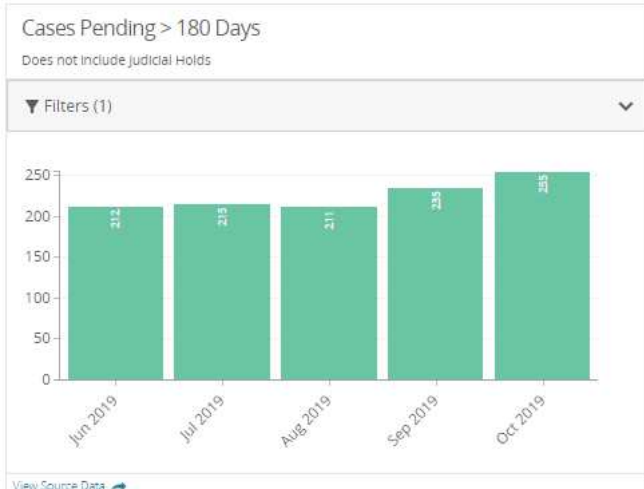 Cases Pending > 180 Days
Does not include Judicial Holds
Filters (1)
250
200
150
100
50
0
212
215
211
235
255
Jun 2019
Jul 2019
Aug 2019
Sep 2019
Oct 2019
View Source Data